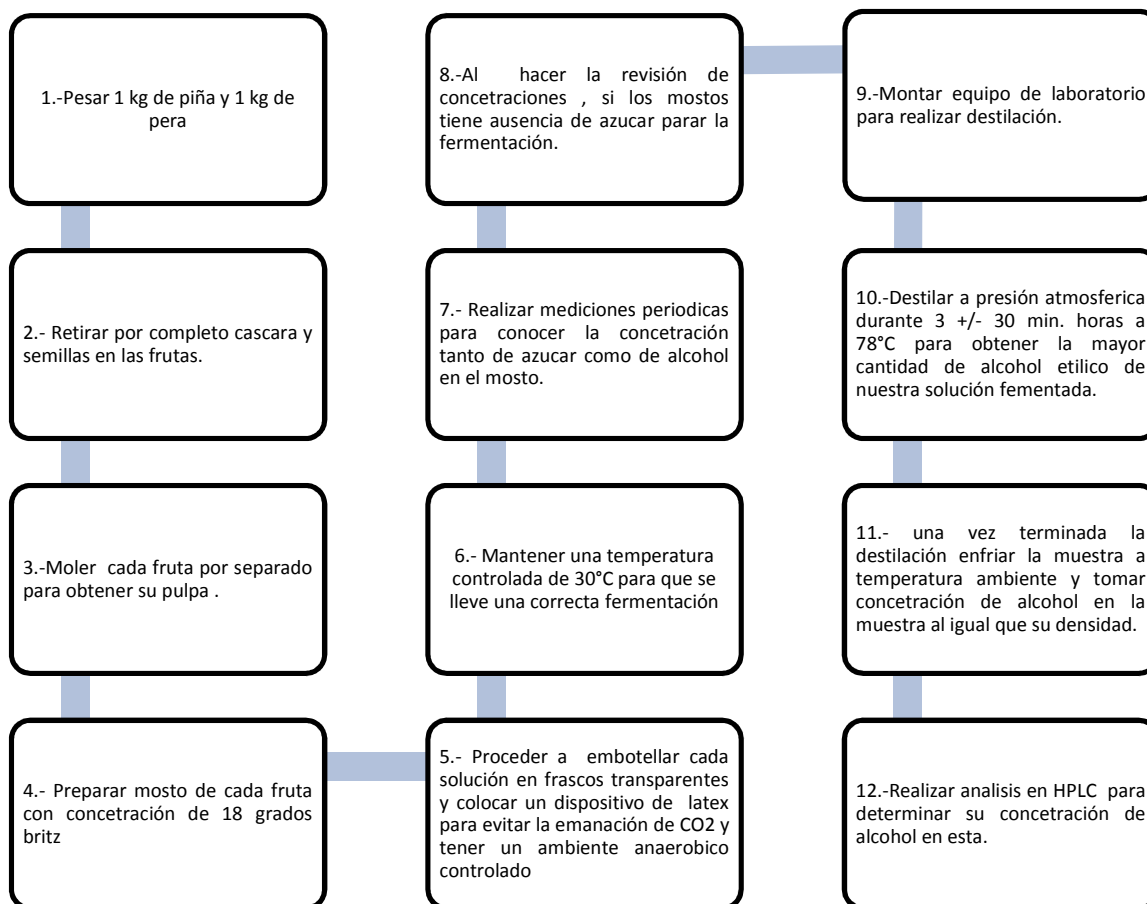 1.-Pesar 1 kg de piña y 1 kg de
pera
2.- Retirar por completo cascara y
semillas en las frutas.
3.-Moler cada fruta por separado
para obtener su pulpa .
4.- Preparar mosto de cada fruta
con concetración de 18 grados
britz
5.- Proceder a embotellar cada
solución en frascos transparentes
y colocar un dispositivo de latex
para evitar la emanación de CO2 y
tener un ambiente anaerobico
controlado
6.- Mantener una temperatura
controlada de 30°C para que se
lleve una correcta fermentación
7.- Realizar mediciones periodicas
para conocer la concetración
tanto de azucar como de alcohol
en el mosto.
8.-Al hacer la revisión de
concetraciones , si los mostos
tiene ausencia de azucar parar la
fermentación.
9.-Montar equipo de laboratorio
para realizar destilación.
10.-Destilar a presión atmosferica
durante 3 +/- 30 min. horas a
78°C para obtener la mayor
cantidad de alcohol etilico de
nuestra solución fementada.
11.- una vez terminada la
destilación enfriar la muestra a
temperatura ambiente y tomar
concetración de alcohol en la
muestra al igual que su densidad.
12.-Realizar analisis en HPLC para
determinar su concetración de
alcohol en esta.